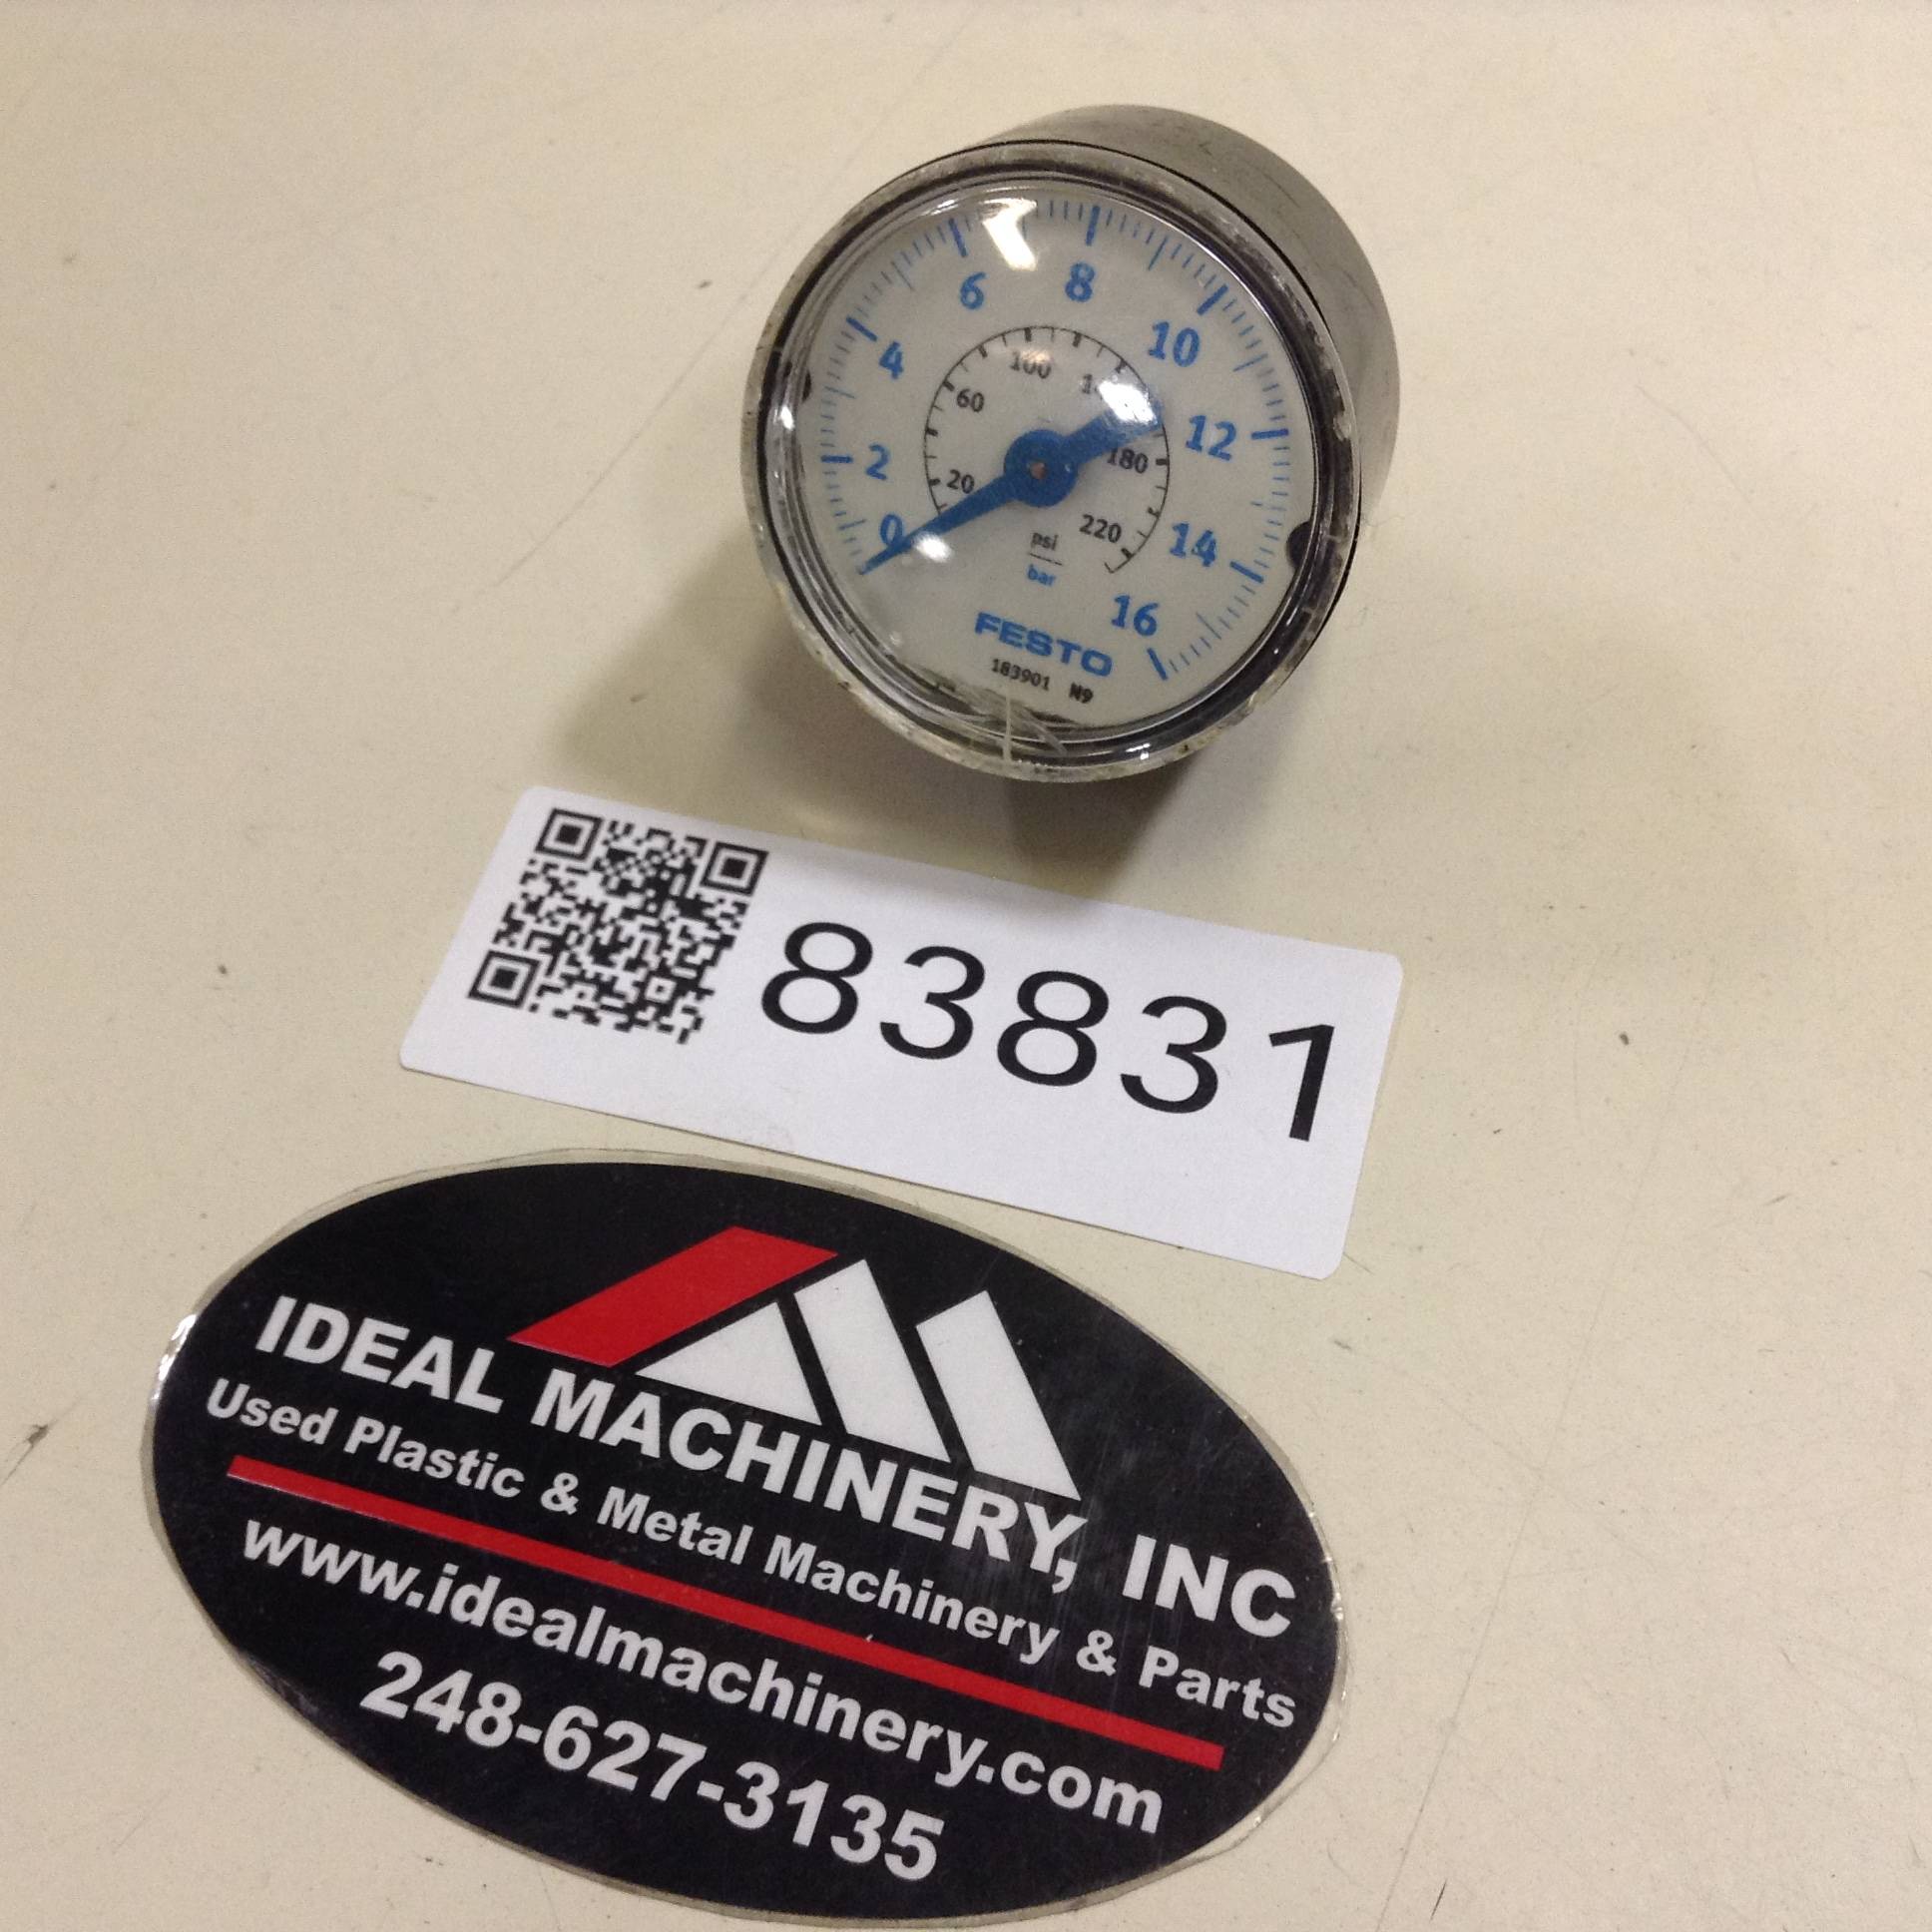 6 8 10
4 12
2 14
0 16
100
60 180
20 220
psi
bar
FESTO
183901 N9
83831
IDEAL MACHINERY, INC
Used Plastic & Metal Machinery & Parts
www.idealmachinery.com
248-627-3135